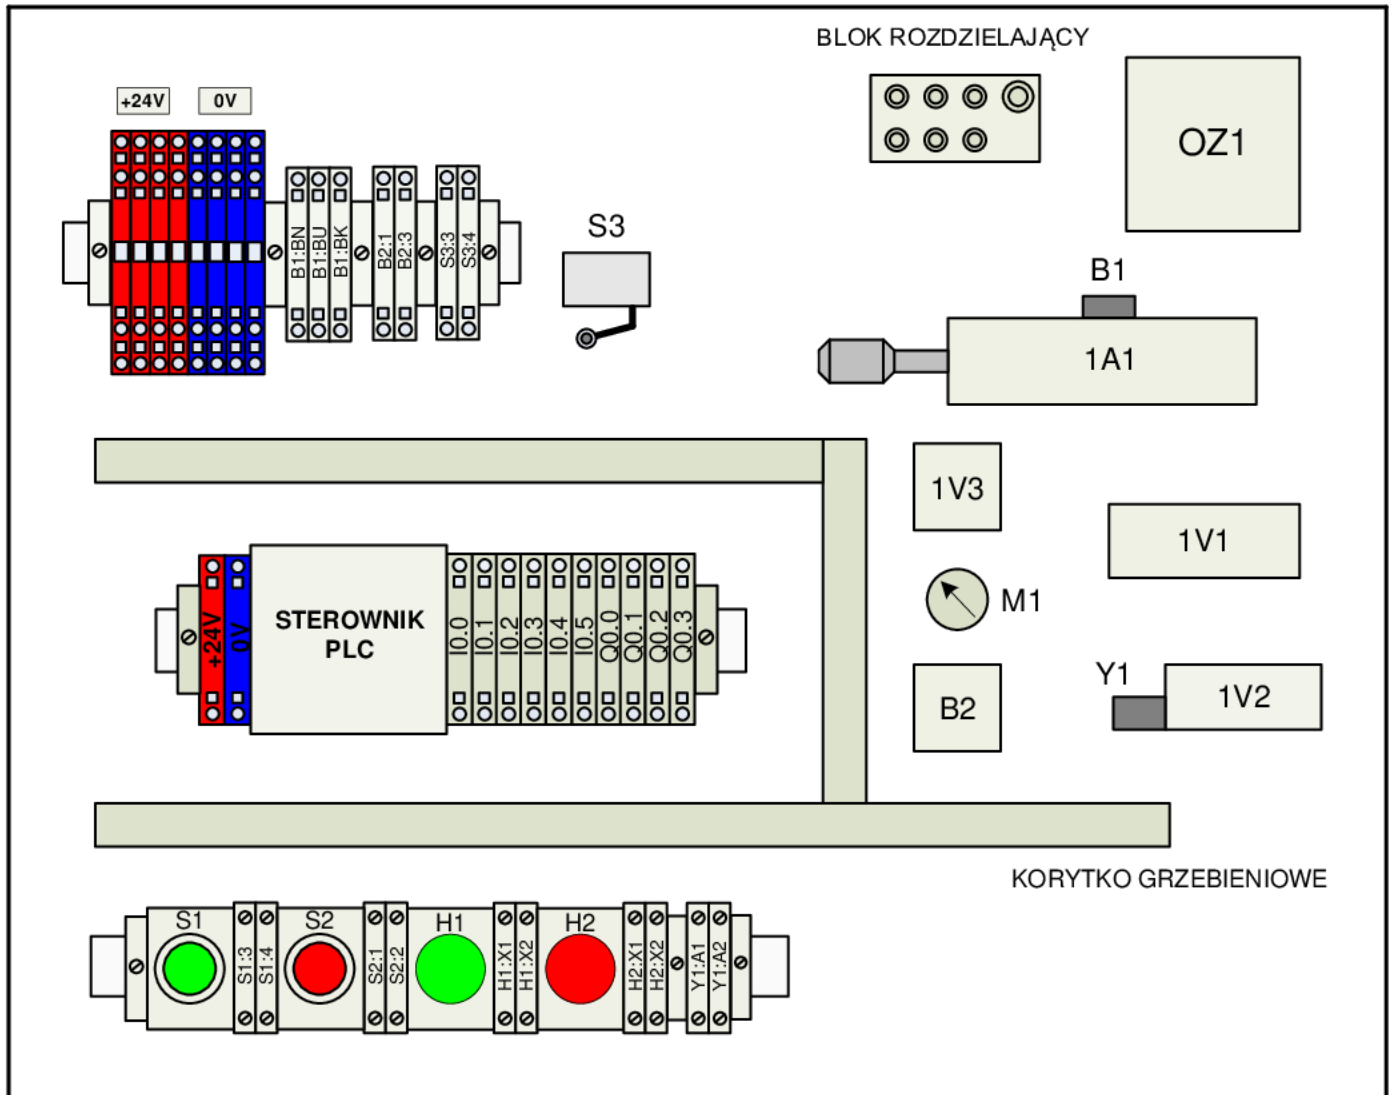 BLOK ROZDZIELAJĄCY
+24V
0V
OZ1
S3
B1:BN
B1:BU
B1:BK
B2:1
B2:3
S3:3
S3:4
B1
1A1
1V3
1V1
STEROWNIK
PLC
+24V
0V
I0.0
I0.1
I0.2
I0.3
I0.4
I0.5
Q0.0
Q0.1
Q0.2
Q0.3
M1
Y1
1V2
B2
KORYTKO GRZEBIENIOWE
S1
S1:3
S1:4
S2
S2:1
S2:2
H1
H1:X1
H1:X2
H2
H2:X1
H2:X2
Y1:A1
Y1:A2